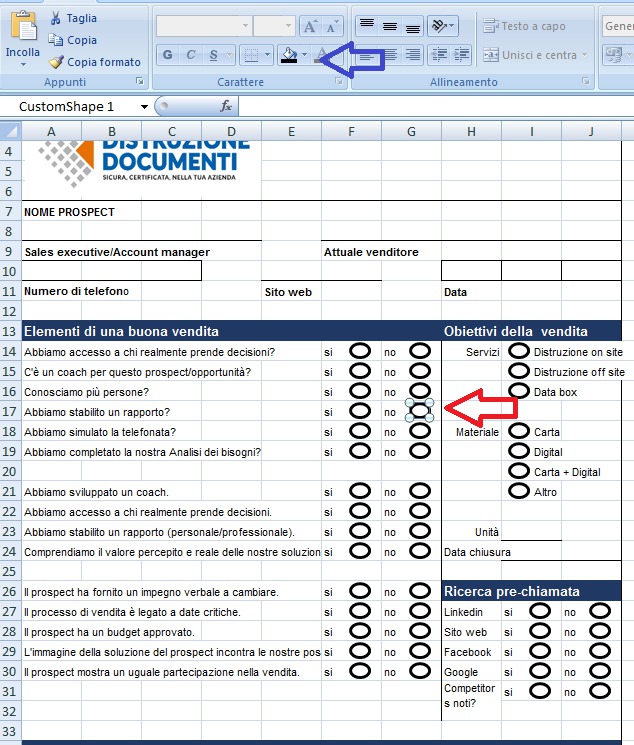 Taglia
Copia
Copia formato
Incolla
Appunti
A A
G C S A
Carattere
ab
Testo a capo
Unisci e centra
Allineamento
Gener
CustomShape 1 fx
A B C D E F G H I J
4 DISTRUZIONE
5 DOCUMENTI
6 SICURA, CERTIFICATA, NELLA TUA AZIENDA
7 NOME PROSPECT
8
9 Sales executive/Account manager Attuale venditore
10
11 Numero di telefono Sito web Data
12
13 Elementi di una buona vendita Obiettivi della vendita
14 Abbiamo accesso a chi realmente prende decisioni? si no Servizi Distruzione on site
15 C'è un coach per questo prospect/opportunità? si no Distruzione off site
16 Conosciamo più persone? si no Data box
17 Abbiamo stabilito un rapporto? si no
18 Abbiamo simulato la telefonata? si no Materiale Carta
19 Abbiamo completato la nostra Analisi dei bisogni? si no Digital
20 Carta + Digital
21 Abbiamo sviluppato un coach. si no Altro
22 Abbiamo accesso a chi realmente prende decisioni. si no
23 Abbiamo stabilito un rapporto (personale/professionale). si no Unità
24 Comprendiamo il valore percepito e reale delle nostre soluzion si no Data chiusura
25
26 Il prospect ha fornito un impegno verbale a cambiare. si no Ricerca pre-chiamata
27 Il processo di vendita è legato a date critiche. si no Linkedin si no
28 Il prospect ha un budget approvato. si no Sito web si no
29 L'immagine della soluzione del prospect incontra le nostre pos si no Facebook si no
30 Il prospect mostra un uguale partecipazione nella vendita. si no Google si no
31 Competitor si no
32 s noti?
33